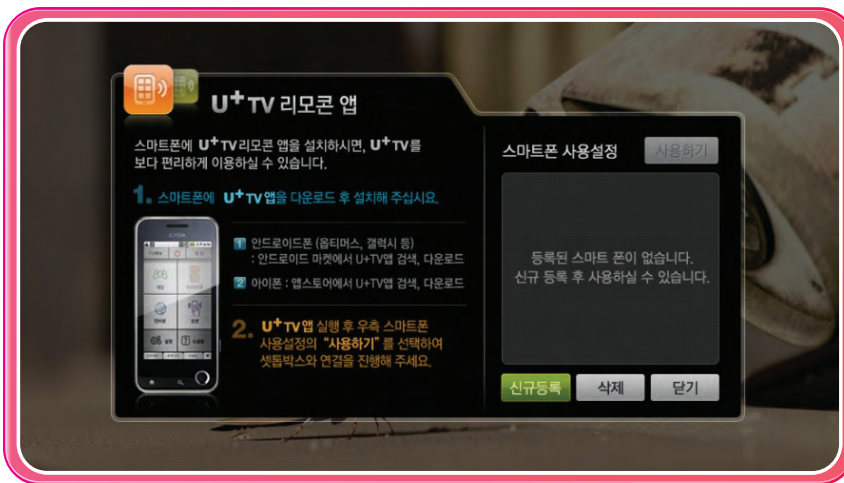 U+TV 리모콘 앱
스마트폰에 U+TV리모콘 앱을 설치하시면, U+TV를
보다 편리하게 이용하실 수 있습니다.
1. 스마트폰에 U+TV앱을 다운로드 후 설치해 주십시요.
CYON
1 안드로이드폰 (옵티머스, 갤럭시 등)
: 안드로이드 마켓에서 U+TV앱 검색, 다운로드
2 아이폰 : 앱스토어에서 U+TV앱 검색, 다운로드
2. U+TV앱 실행 후 우측 스마트폰
사용설정의 "사용하기"를 선택하여
셋톱박스와 연결을 진행해 주세요.
스마트폰 사용설정
사용하기
등록된 스마트 폰이 없습니다.
신규 등록 후 사용하실 수 있습니다.
신규등록
삭제
닫기